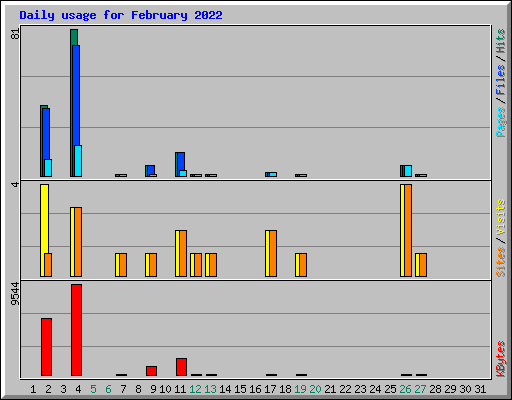 Daily usage for February 2022
81
4
9544
Pages / Files / Hits
Sites / Visits
KBytes
1 2 3 4 5 6 7 8 9 10 11 12 13 14 15 16 17 18 19 20 21 22 23 24 25 26 27 28 29 30 31